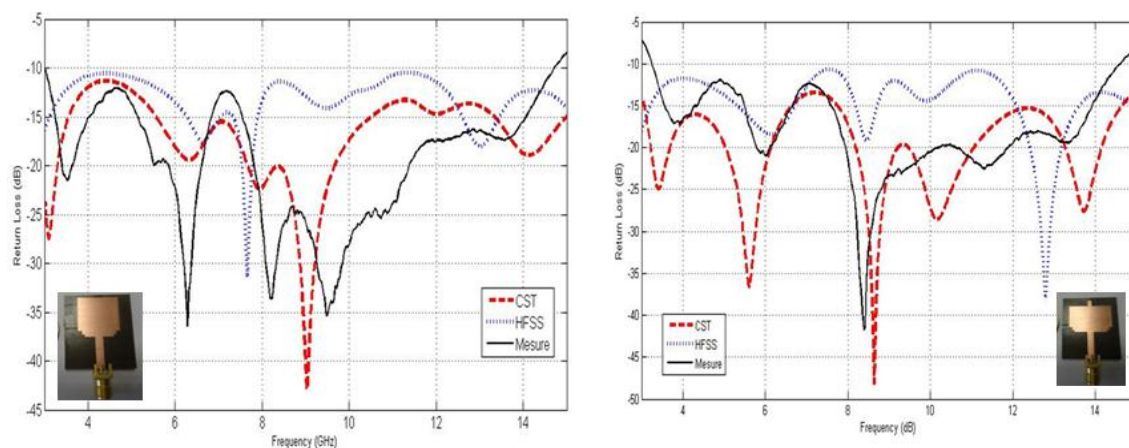 -5
-10
-15
-20
-25
-30
-35
-40
-45
Return Loss (dB)
4 6 8 10 12 14
Frequency (GHz)
CST
HFSS
Mesure
-5
-10
-15
-20
-25
-30
-35
-40
-45
-50
Return Loss (dB)
4 6 8 10 12 14
Frequency (dB)
CST
HFSS
Mesure